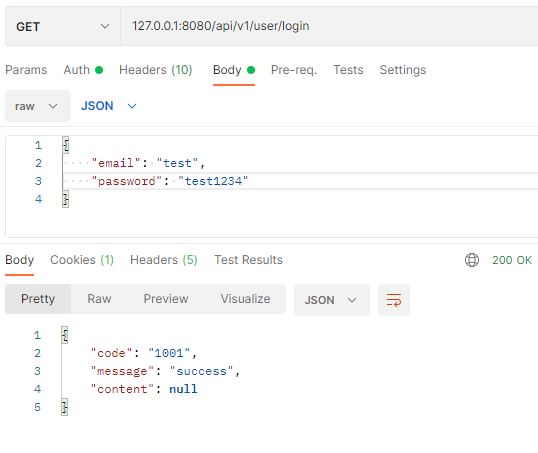 GET 127.0.0.1:8080/api/v1/user/login
Params Auth Headers (10) Body Pre-req. Tests Settings
raw JSON
1 {
2 "email": "test",
3 "password": "test1234"
4 }
Body Cookies (1) Headers (5) Test Results 200 OK
Pretty Raw Preview Visualize JSON
1 {
2 "code": "1001",
3 "message": "success",
4 "content": null
5 }